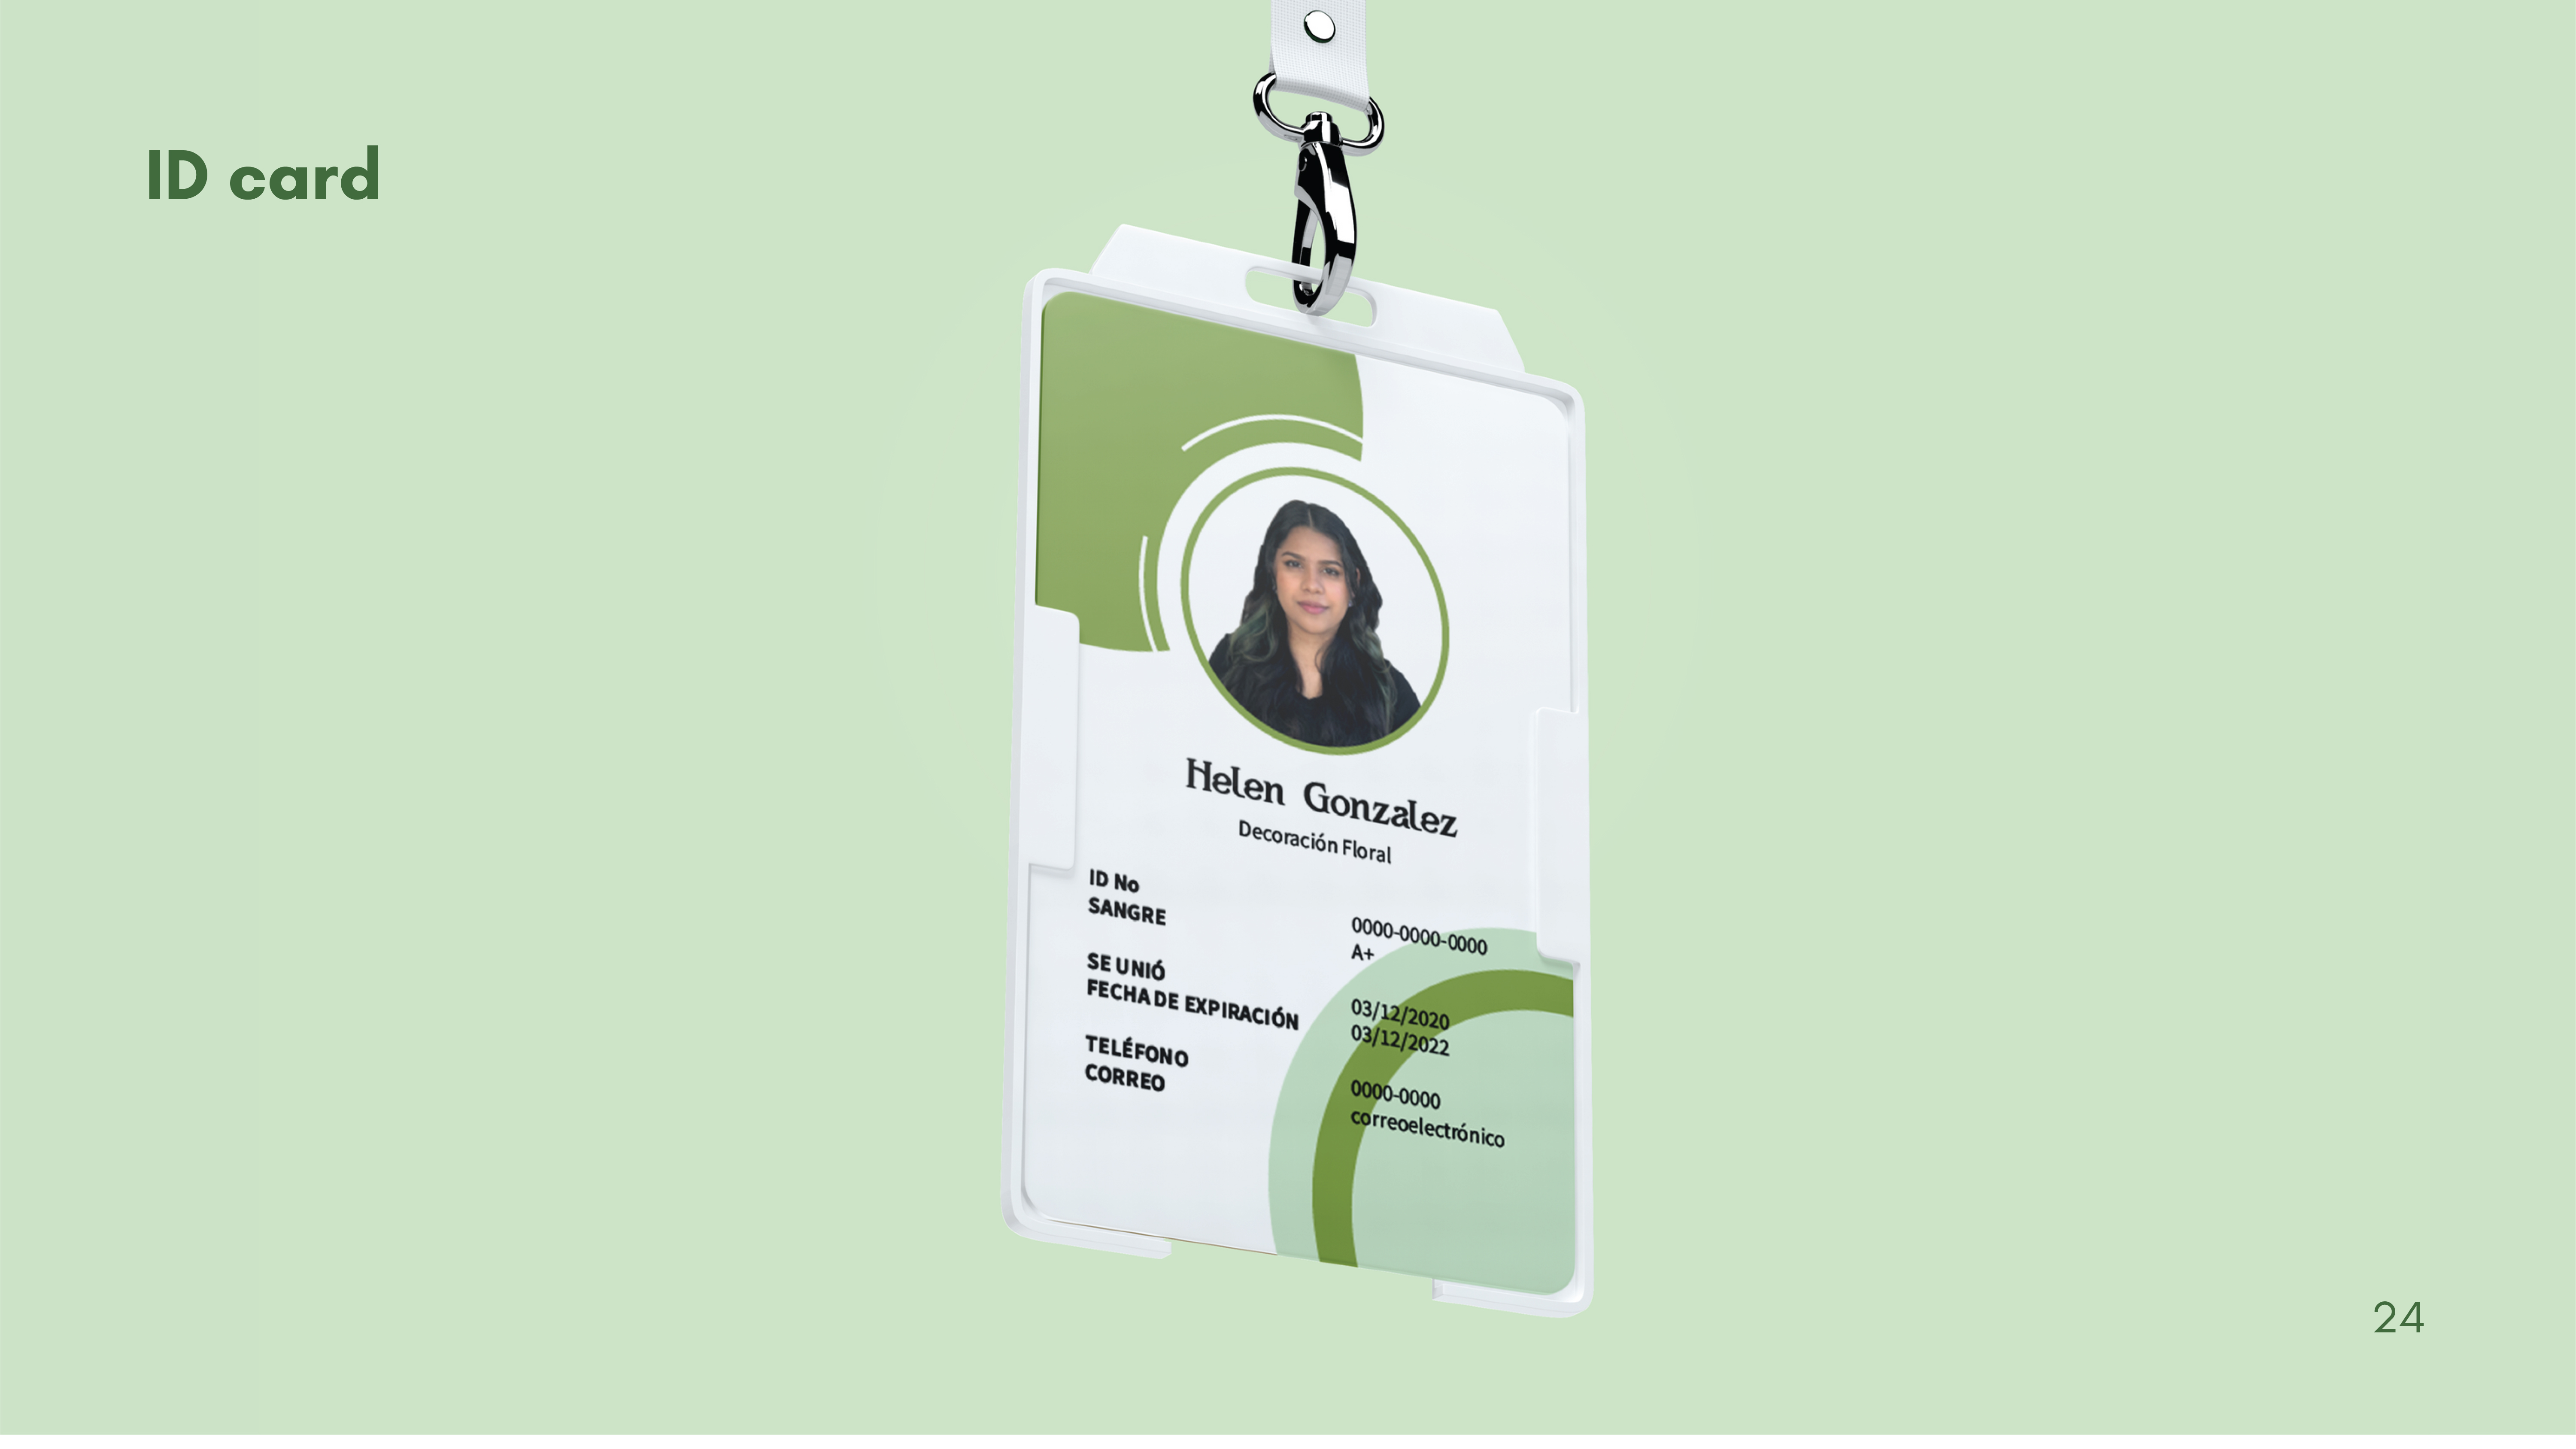 ID card
Helen Gonzalez
Decoración Floral
ID No
SANGRE
0000-0000-0000
A+
SE UNIÓ
FECHA DE EXPIRACIÓN
03/12/2020
03/12/2022
TELÉFONO
CORREO
0000-0000
correoelectrónico
24